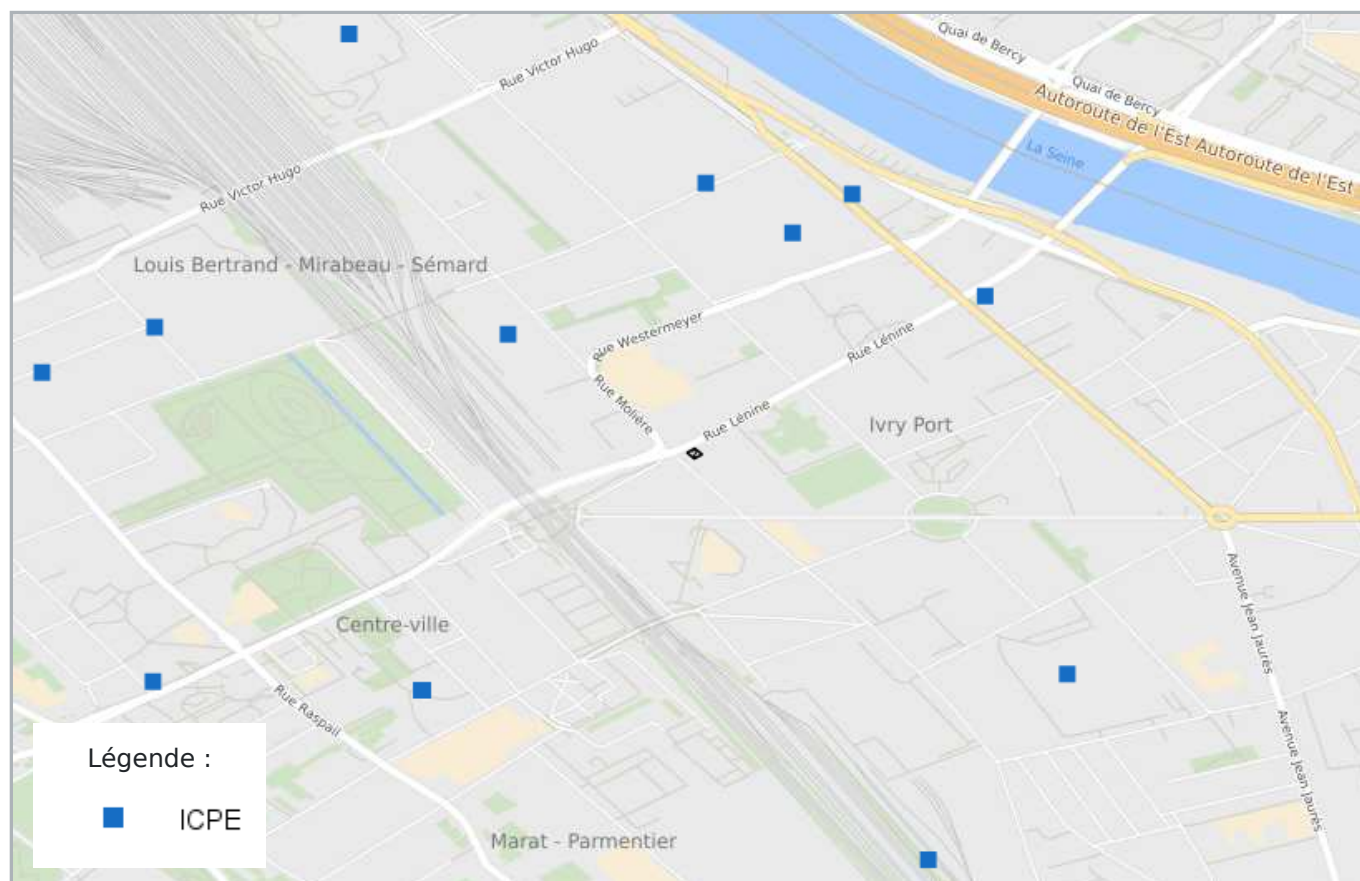 Quai de Bercy
Rue Victor Hugo
Quai de Bercy
Autoroute de l'Est Autoroute de l'Est
La Seine
Rue Victor Hugo
Louis Bertrand - Mirabeau - Sémard
Rue Westermeyer
Rue Lénine
Rue Molière
Rue Lénine
Ivry Port
Centre-ville
Avenue Jean Jaurès
Rue Raspail
Avenue Jean Jaurès
Légende :
ICPE
Marat - Parmentier